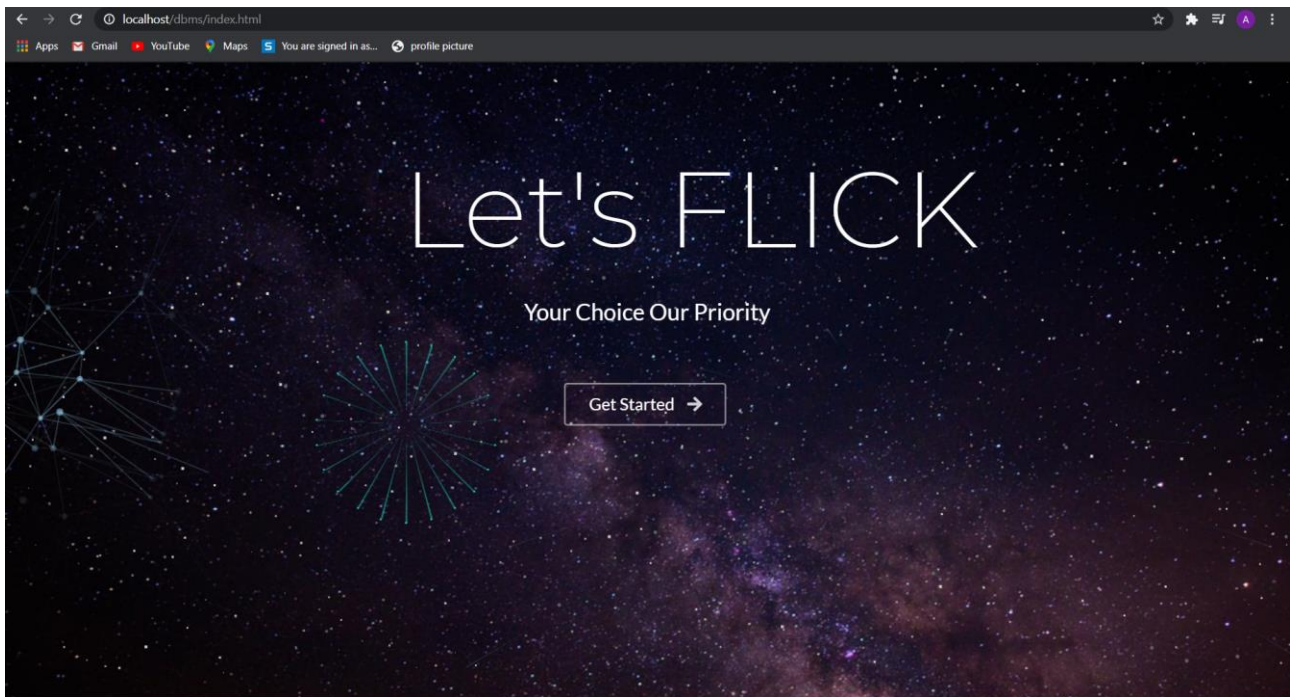 localhost/dbms/index.html
A
Apps Gmail YouTube Maps S You are signed in as... profile picture
Let's FLICK
Your Choice Our Priority
Get Started